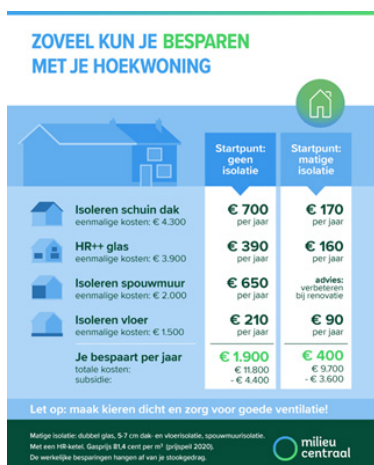 ZOVEEL KUN JE BESPAREN
MET JE HOEKWONING
Startpunt: geen isolatie
Startpunt: matige isolatie
Isoleren schuin dak
eenmalige kosten: € 4.300
€ 700 per jaar
€ 170 per jaar
HR++ glas
eenmalige kosten: € 3.900
€ 390 per jaar
€ 160 per jaar
Isoleren spouwmuur
eenmalige kosten: € 2.000
€ 650 per jaar
advies: verbeteren bij renovatie
Isoleren vloer
eenmalige kosten: € 1.500
€ 210 per jaar
€ 90 per jaar
Je bespaart per jaar € 1.900 € 400
totale kosten: € 11.800 € 9.700
subsidie: - € 4.400 - € 3.600
Let op: maak kieren dicht en zorg voor goede ventilatie!
Matige isolatie: dubbel glas, 5-7 cm dak- en vloerisolatie, spouwmuurisolatie.
Met een HR-ketel. Gasprijs 81,4 cent per m³ (prijspeil 2020).
De werkelijke besparingen hangen af van je stookgedrag.
milieu
centraal